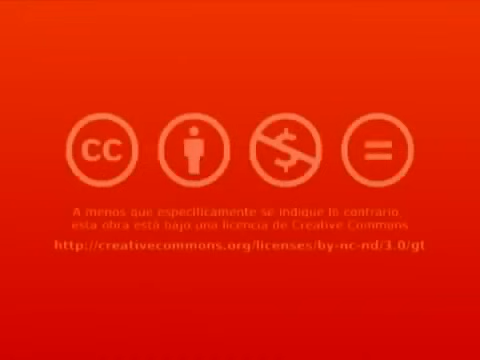 cc
A menos que específicamente se indique lo contrario,
esta obra está bajo una licencia de Creative Commons
http://creativecommons.org/licenses/by-nc-nd/3.0/gt